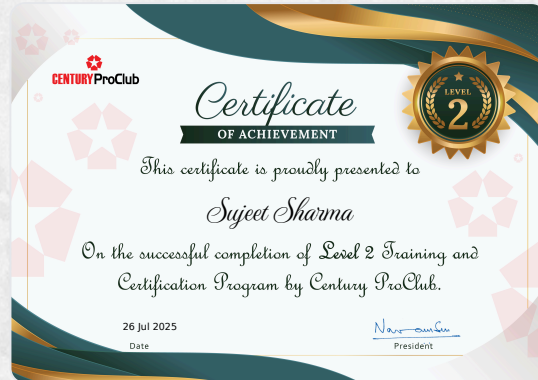 CENTURY ProClub
Certificate
OF ACHIEVEMENT
LEVEL
2
This certificate is proudly presented to
Sujeet Sharma
On the successful completion of Level 2 Training and
Certification Program by Century ProClub.
26 Jul 2025
Date
President